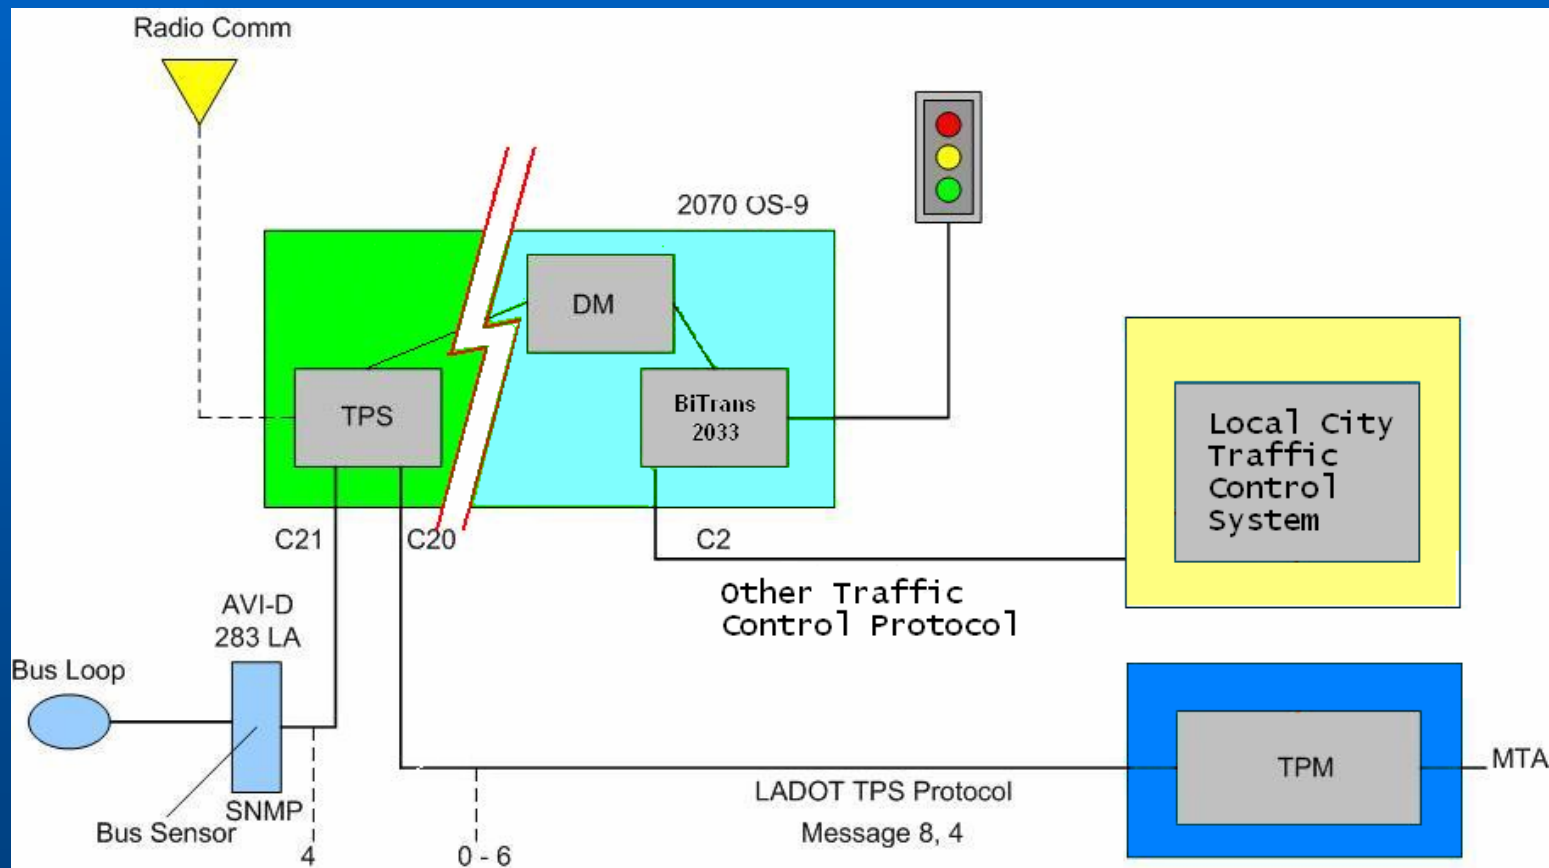 Radio Comm
2070 OS-9
DM
TPS
BiTrans
2033
Local City
Traffic
Control
System
C21
C20
C2
Other Traffic
Control Protocol
AVI-D
283 LA
Bus Loop
SNMP
Bus Sensor
4
0 - 6
LADOT TPS Protocol
Message 8, 4
TPM
MTA